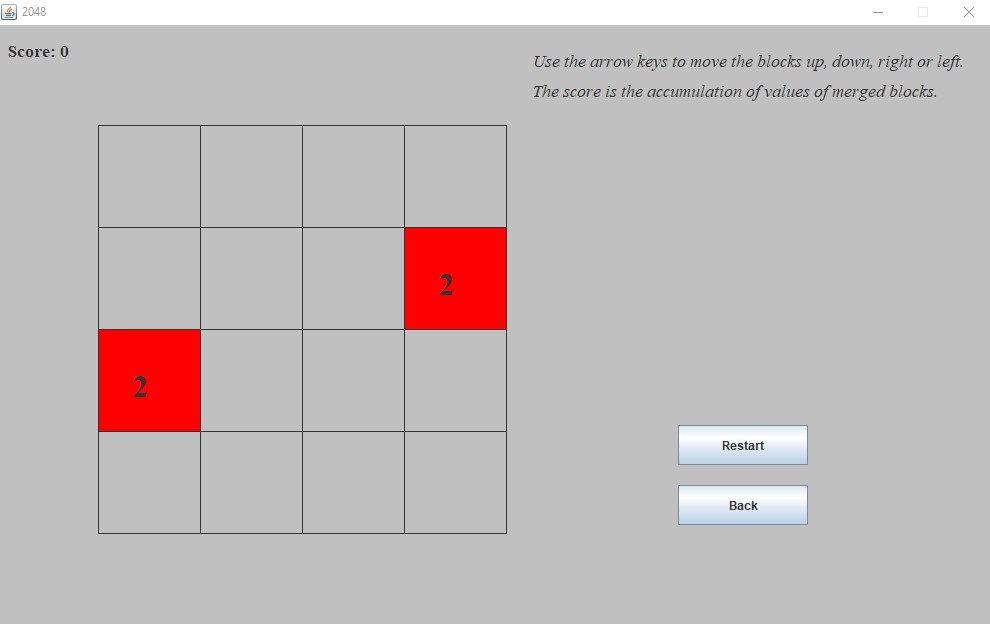 2048
Score: 0
Use the arrow keys to move the blocks up, down, right or left.
The score is the accumulation of values of merged blocks.
2
2
Restart
Back